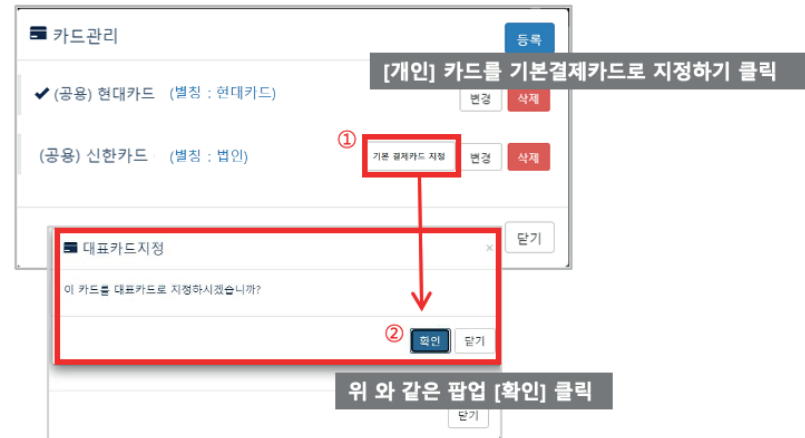 카드관리
등록
[개인] 카드를 기본결제카드로 지정하기 클릭
✔ (공용) 현대카드 (별칭 : 현대카드)
변경 삭제
①
(공용) 신한카드 (별칭 : 법인)
기본 결제카드 지정 변경 삭제
닫기
대표카드지정 ×
이 카드를 대표카드로 지정하시겠습니까?
② 확인 닫기
위 와 같은 팝업 [확인] 클릭
닫기